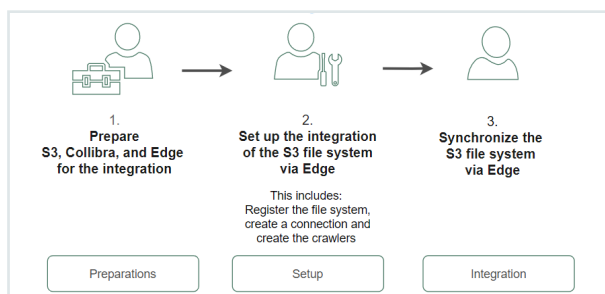 1.
Prepare
S3, Collibra, and Edge
for the integration
2.
Set up the integration
of the S3 file system
via Edge
This includes:
Register the file system,
create a connection and
create the crawlers
3.
Synchronize the
S3 file system
via Edge
Preparations
Setup
Integration